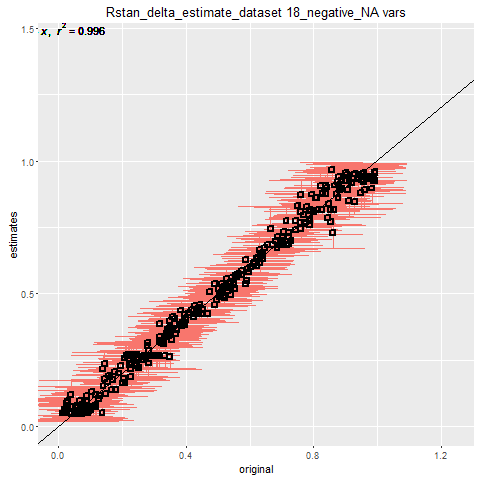 Rstan_delta_estimate_dataset 18_negative_NA vars
x, r² = 0.996
1.5
1.0
0.5
0.0
estimates
0.0
0.4
0.8
1.2
original